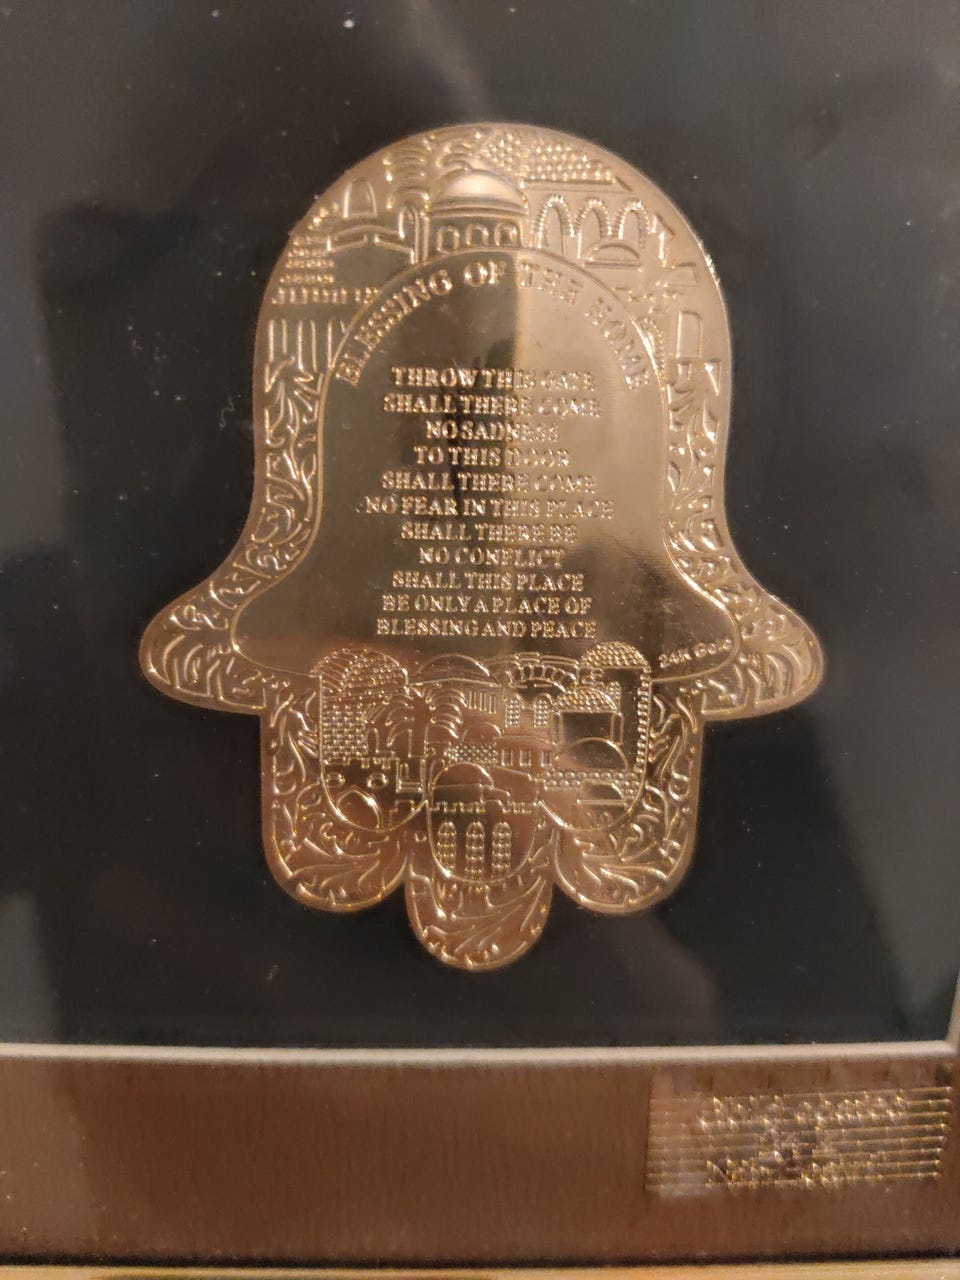 BLESSING OF THE HOME
THROW THIS GATE
SHALL THERE COME
NO SADNESS
TO THIS DOOR
SHALL THERE COME
NO FEAR IN THIS PLACE
SHALL THERE BE
NO CONFLICT
SHALL THIS PLACE
BE ONLY A PLACE OF
BLESSING AND PEACE
24K Gold